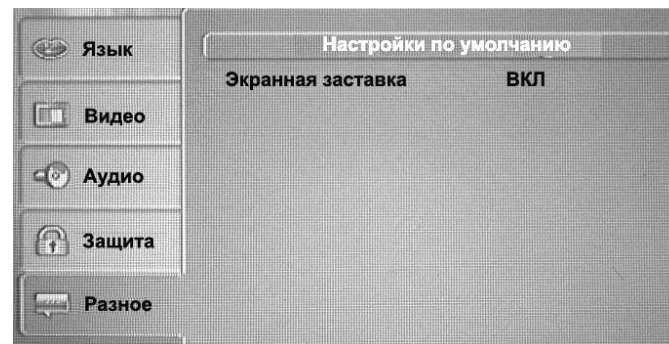 Язык
Видео
Аудио
Защита
Разное
Настройки по умолчанию
Экранная заставка ВКЛ